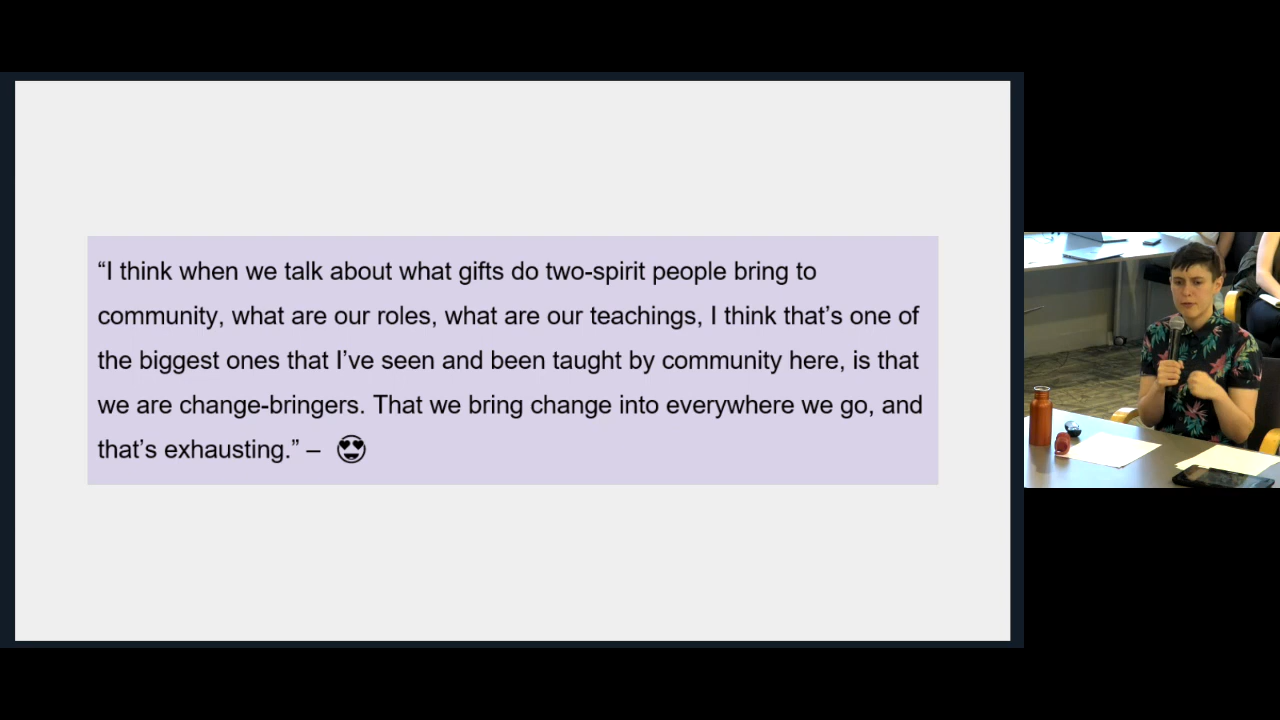 “I think when we talk about what gifts do two-spirit people bring to
community, what are our roles, what are our teachings, I think that’s one of
the biggest ones that I’ve seen and been taught by community here, is that
we are change-bringers. That we bring change into everywhere we go, and
that’s exhausting.” – 😍